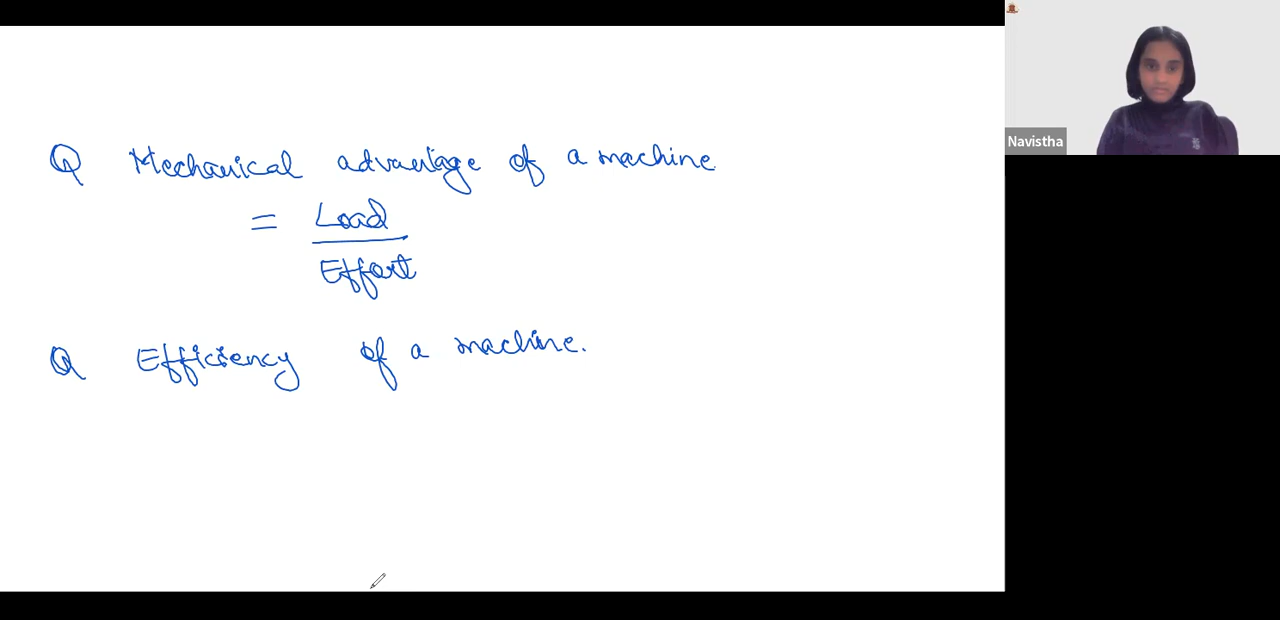 Q Mechanical advantage of a machine
= Load
Effort
Q Efficiency of a machine.
Navistha